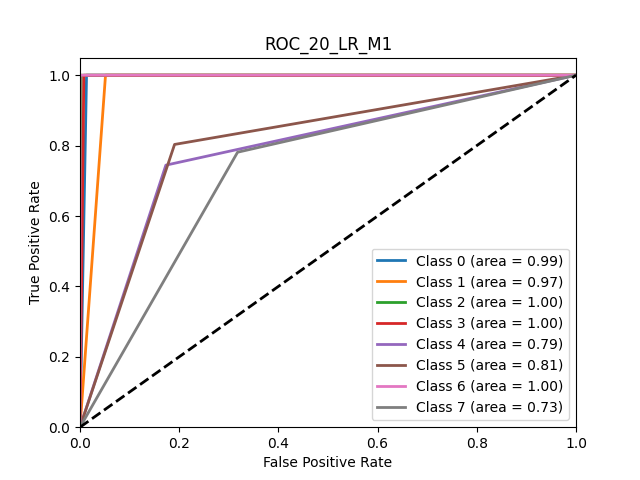 ROC_20_LR_M1
1.0
0.8
0.6
0.4
0.2
0.0
True Positive Rate
Class 0 (area = 0.99)
Class 1 (area = 0.97)
Class 2 (area = 1.00)
Class 3 (area = 1.00)
Class 4 (area = 0.79)
Class 5 (area = 0.81)
Class 6 (area = 1.00)
Class 7 (area = 0.73)
0.0 0.2 0.4 0.6 0.8 1.0
False Positive Rate